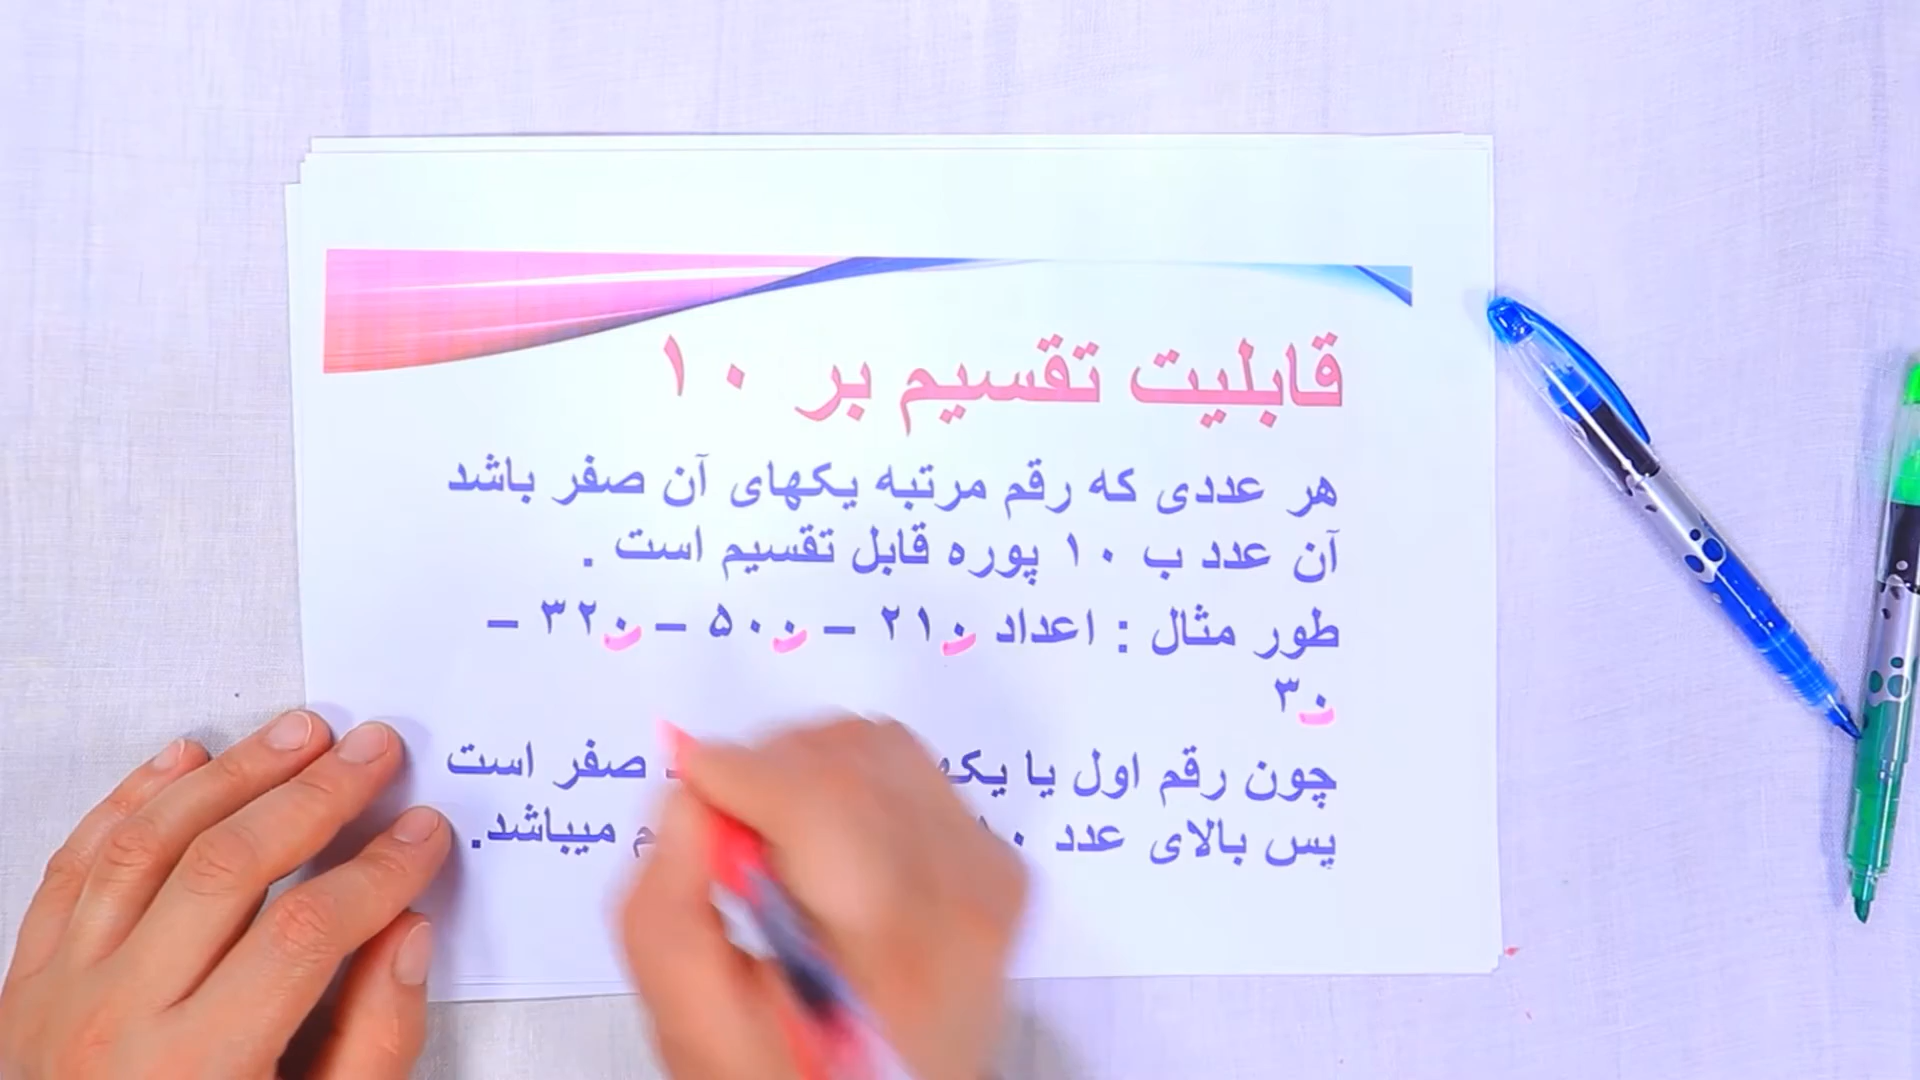 قابلیت تقسیم بر ۱۰
هر عددی که رقم مرتبه یکهای آن صفر باشد
آن عدد ب ۱۰ پوره قابل تقسیم است .
طور مثال : اعداد ۲۱۰ – ۵۰۰ – ۳۲۰ –
۳۰
چون رقم اول یا صفر است
پس بالای عدد ۱۰ میباشد.